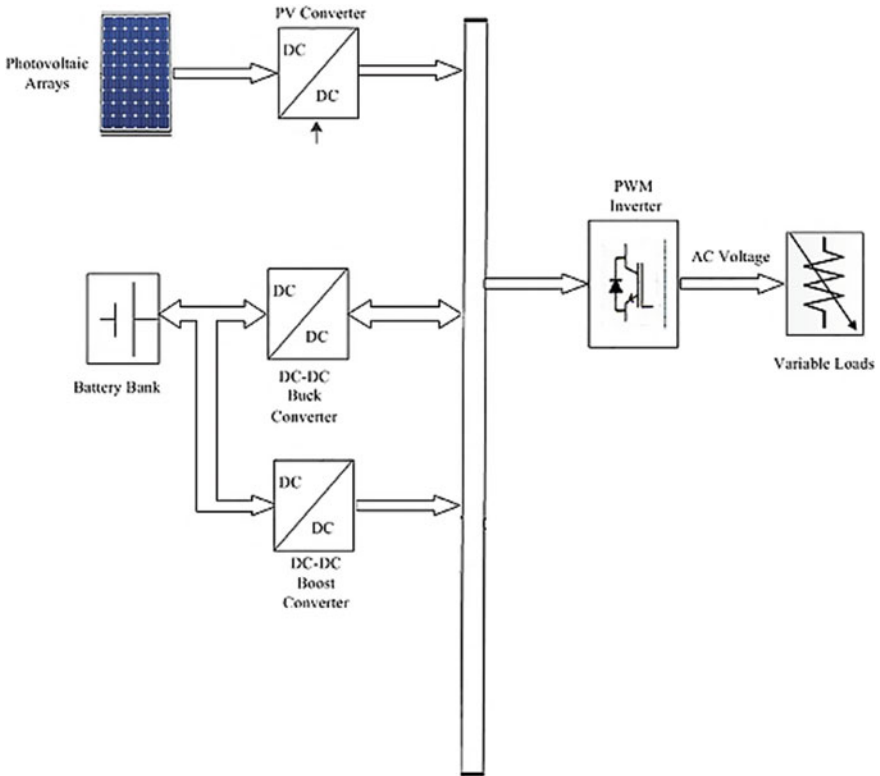 PV Converter
Photovoltaic
Arrays
DC
DC
PWM
Inverter
AC Voltage
DC
DC
Battery Bank
DC-DC
Buck
Converter
Variable Loads
DC
DC
DC-DC
Boost
Converter